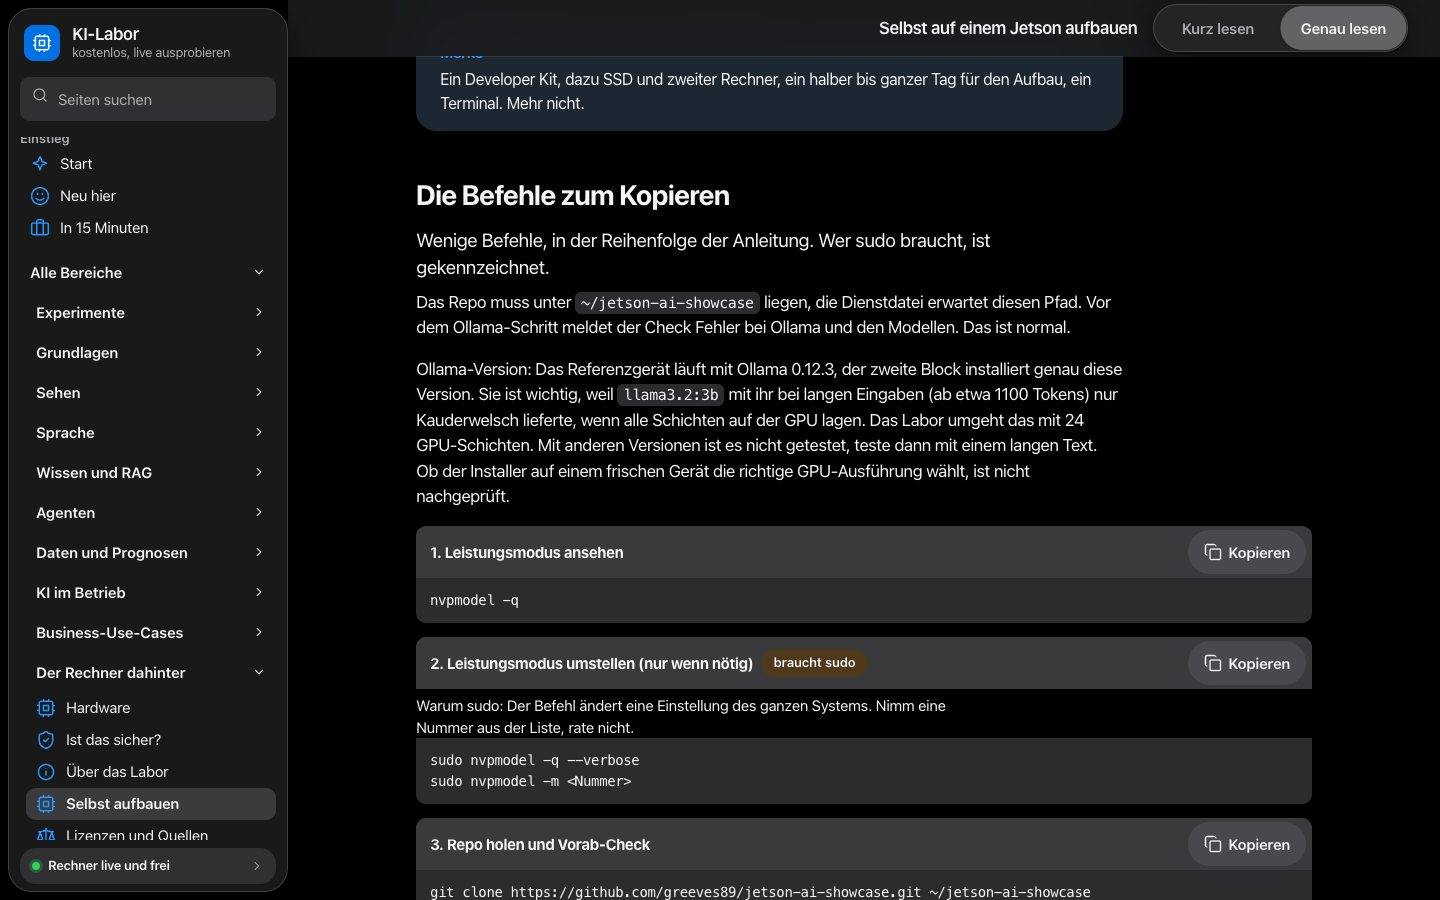 KI-Labor
kostenlos, live ausprobieren
Seiten suchen
Einstieg
Start
Neu hier
In 15 Minuten
Alle Bereiche
Experimente
Grundlagen
Sehen
Sprache
Wissen und RAG
Agenten
Daten und Prognosen
KI im Betrieb
Business-Use-Cases
Der Rechner dahinter
Hardware
Ist das sicher?
Über das Labor
Selbst aufbauen
Lizenzen und Quellen
Rechner live und frei
Selbst auf einem Jetson aufbauen
Kurz lesen
Genau lesen
Ein Developer Kit, dazu SSD und zweiter Rechner, ein halber bis ganzer Tag für den Aufbau, ein
Terminal. Mehr nicht.
Die Befehle zum Kopieren
Wenige Befehle, in der Reihenfolge der Anleitung. Wer sudo braucht, ist
gekennzeichnet.
Das Repo muss unter ~/jetson-ai-showcase liegen, die Dienstdatei erwartet diesen Pfad. Vor
dem Ollama-Schritt meldet der Check Fehler bei Ollama und den Modellen. Das ist normal.
Ollama-Version: Das Referenzgerät läuft mit Ollama 0.12.3, der zweite Block installiert genau diese
Version. Sie ist wichtig, weil llama3.2:3b mit ihr bei langen Eingaben (ab etwa 1100 Tokens) nur
Kauderwelsch lieferte, wenn alle Schichten auf der GPU lagen. Das Labor umgeht das mit 24
GPU-Schichten. Mit anderen Versionen ist es nicht getestet, teste dann mit einem langen Text.
Ob der Installer auf einem frischen Gerät die richtige GPU-Ausführung wählt, ist nicht
nachgeprüft.
1. Leistungsmodus ansehen
Kopieren
nvpmodel -q
2. Leistungsmodus umstellen (nur wenn nötig) braucht sudo
Kopieren
Warum sudo: Der Befehl ändert eine Einstellung des ganzen Systems. Nimm eine
Nummer aus der Liste, rate nicht.
sudo nvpmodel -q --verbose
sudo nvpmodel -m <Nummer>
3. Repo holen und Vorab-Check
Kopieren
git clone https://github.com/greeves89/jetson-ai-showcase.git ~/jetson-ai-showcase